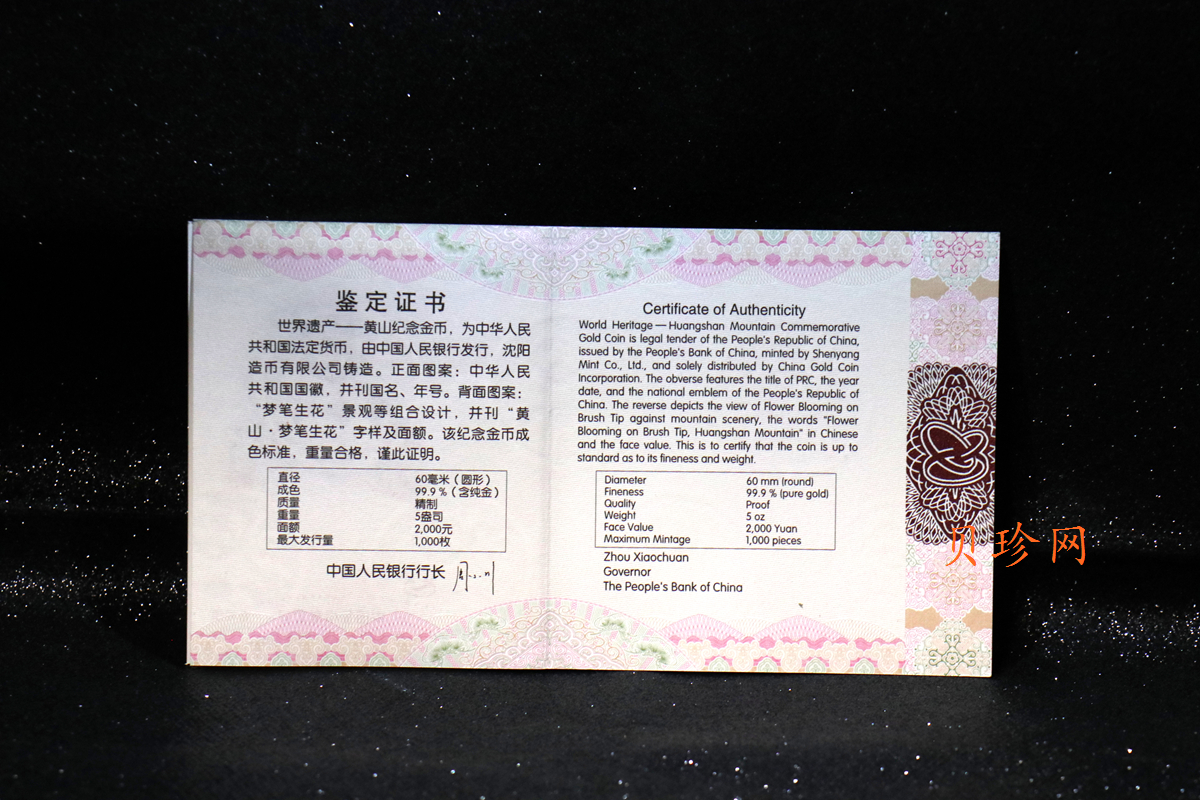 鉴定证书
世界遗产——黄山纪念金币，为中华人民
共和国法定货币，由中国人民银行发行，沈阳
造币有限公司铸造。正面图案：中华人民
共和国国徽，并刊国名、年号。背面图案：
“梦笔生花”景观等组合设计，并刊“黄
山·梦笔生花”字样及面额。该纪念金币成
色标准，重量合格，谨此证明。
直径 60毫米（圆形）
成色 99.9％（含纯金）
质量 精制
重量 5盎司
面额 2,000元
最大发行量 1,000枚
中国人民银行行长
Certificate of Authenticity
World Heritage — Huangshan Mountain Commemorative
Gold Coin is legal tender of the People's Republic of China,
issued by the People's Bank of China, minted by Shenyang
Mint Co., Ltd., and solely distributed by China Gold Coin
Incorporation. The obverse features the title of PRC, the year
date, and the national emblem of the People's Republic of
China. The reverse depicts the view of Flower Blooming on
Brush Tip against mountain scenery, the words "Flower
Blooming on Brush Tip, Huangshan Mountain" in Chinese
and the face value. This is to certify that the coin is up to
standard as to its fineness and weight.
Diameter 60 mm (round)
Fineness 99.9 % (pure gold)
Quality Proof
Weight 5 oz
Face Value 2,000 Yuan
Maximum Mintage 1,000 pieces
Zhou Xiaochuan
Governor
The People's Bank of China
贝珍网